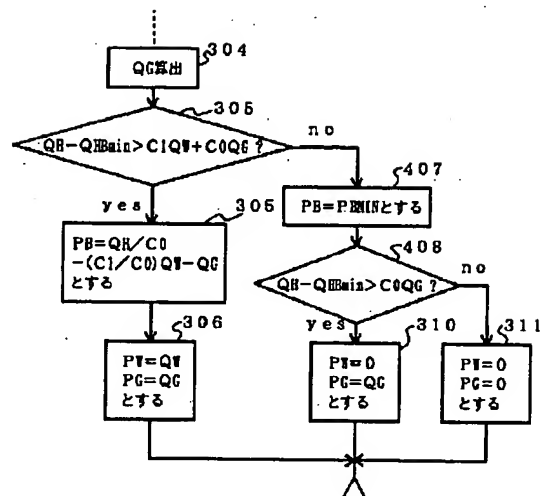 304
QG算出
305
QH−QHBmin>C1QW+C0QG?
no
yes
407
PB=PBMINとする
305
PB=QH/C0
−(C1/C0)QW−QG
とする
408
QH−QHBmin>C0QG?
no
yes
306
PW=QW
PG=QG
とする
310
PW=0
PG=QG
とする
311
PW=0
PG=0
とする